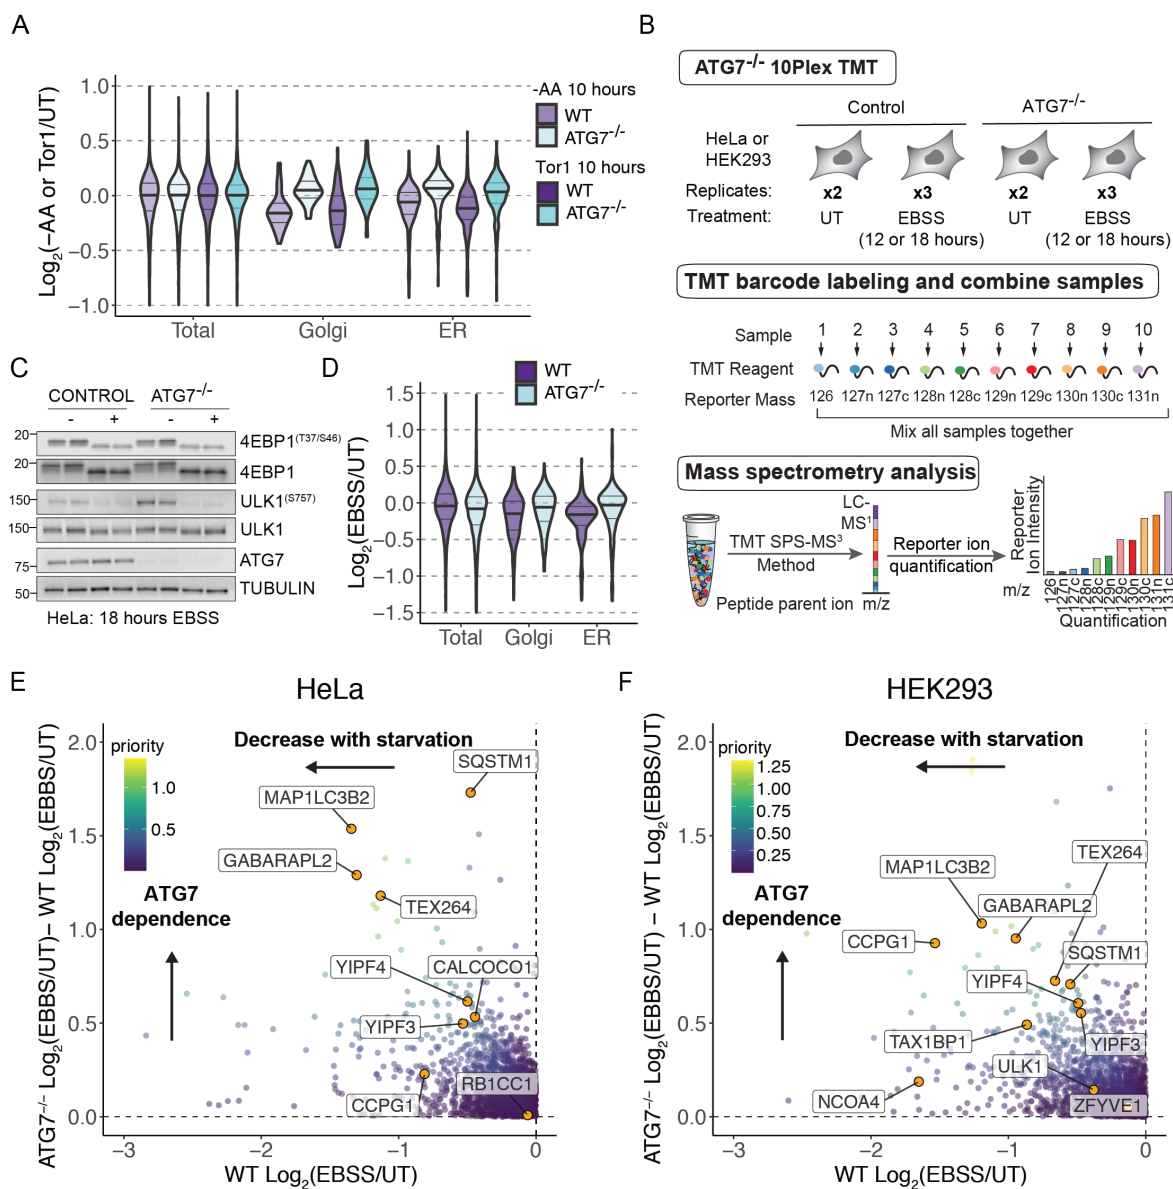 A
Log2(−AA or Tor1/UT)
1.0
0.5
0.0
−0.5
−1.0
Total
Golgi
ER
-AA 10 hours
WT
ATG7-/-
Tor1 10 hours
WT
ATG7-/-
B
ATG7-/- 10Plex TMT
Control
ATG7-/-
HeLa or
HEK293
Replicates:
x2
x3
x2
x3
Treatment:
UT
EBSS
UT
EBSS
(12 or 18 hours)
(12 or 18 hours)
TMT barcode labeling and combine samples
Sample
1 2 3 4 5 6 7 8 9 10
TMT Reagent
Reporter Mass
126 127n 127c 128n 128c 129n 129c 130n 130c 131n
Mix all samples together
Mass spectrometry analysis
TMT SPS-MS3
Method
Peptide parent ion
LC-
MS1
m/z
Reporter ion
quantification
Reporter
Ion Intensity
m/z
126
127n
127c
128n
128c
129n
129c
130n
130c
131n
131c
Quantification
C
CONTROL
ATG7-/-
- + - +
20
4EBP1(T37/S46)
20
4EBP1
150
ULK1(S757)
150
ULK1
75
ATG7
50
TUBULIN
HeLa: 18 hours EBSS
D
WT
ATG7-/-
Log2(EBSS/UT)
1.5
1.0
0.5
0.0
−0.5
−1.0
−1.5
Total
Golgi
ER
E
HeLa
ATG7−/− Log2(EBBS/UT)− WT Log2(EBBS/UT)
2.0
1.5
1.0
0.5
0.0
priority
1.0
0.5
Decrease with starvation
ATG7
dependence
SQSTM1
MAP1LC3B2
GABARAPL2
TEX264
YIPF4
CALCOCO1
YIPF3
RB1CC1
CCPG1
−3
−2
−1
0
WT Log2(EBSS/UT)
F
HEK293
ATG7−/− Log2(EBBS/UT) − WT Log2(EBBS/UT)
2.0
1.5
1.0
0.5
0.0
priority
1.25
1.00
0.75
0.50
0.25
Decrease with starvation
ATG7
dependence
TEX264
MAP1LC3B2
GABARAPL2
CCPG1
SQSTM1
YIPF4
TAX1BP1
YIPF3
ULK1
NCOA4
ZFYVE1
−3
−2
−1
0
WT Log2(EBSS/UT)